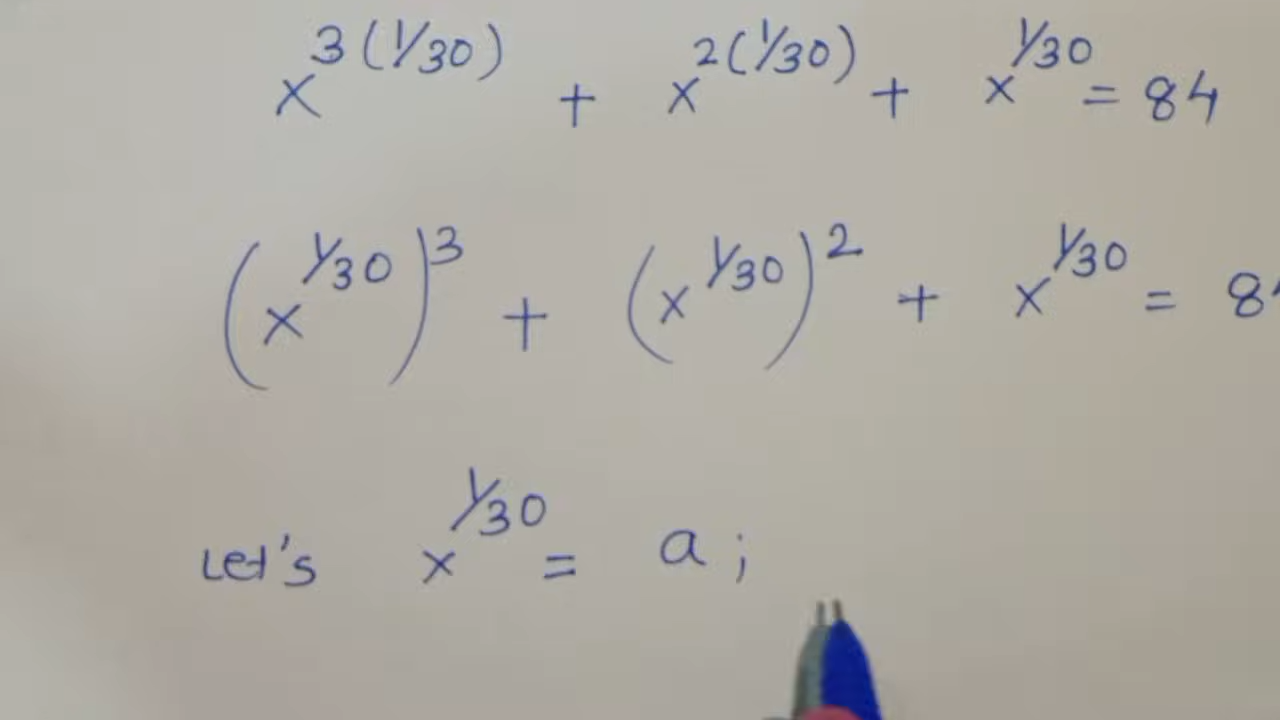 x^3(1/30) + x^2(1/30) + x^1/30 = 84
(x^1/30)^3 + (x^1/30)^2 + x^1/30 = 8
Let's x^1/30 = a;